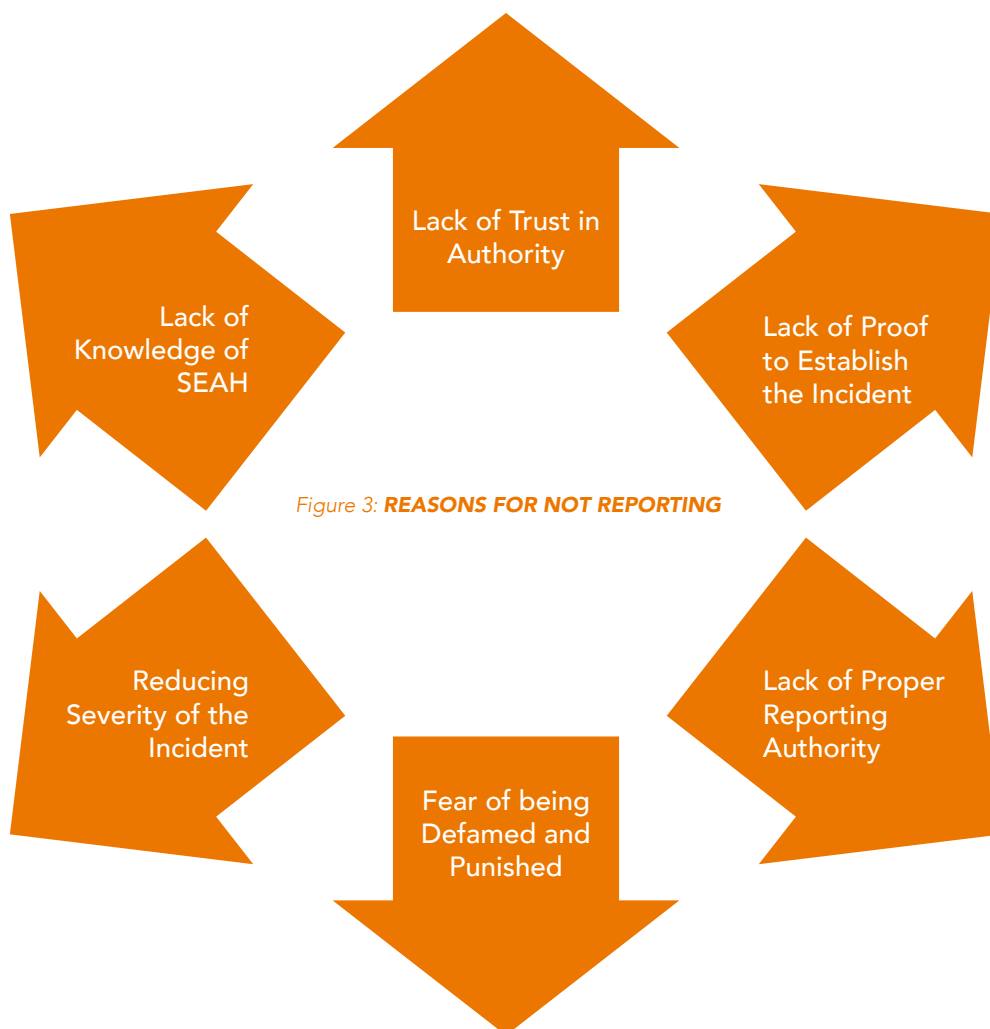 Lack of Trust in
Authority
Lack of
Knowledge of
SEAH
Lack of Proof
to Establish
the Incident
Figure 3: REASONS FOR NOT REPORTING
Reducing
Severity of the
Incident
Lack of Proper
Reporting
Authority
Fear of being
Defamed and
Punished